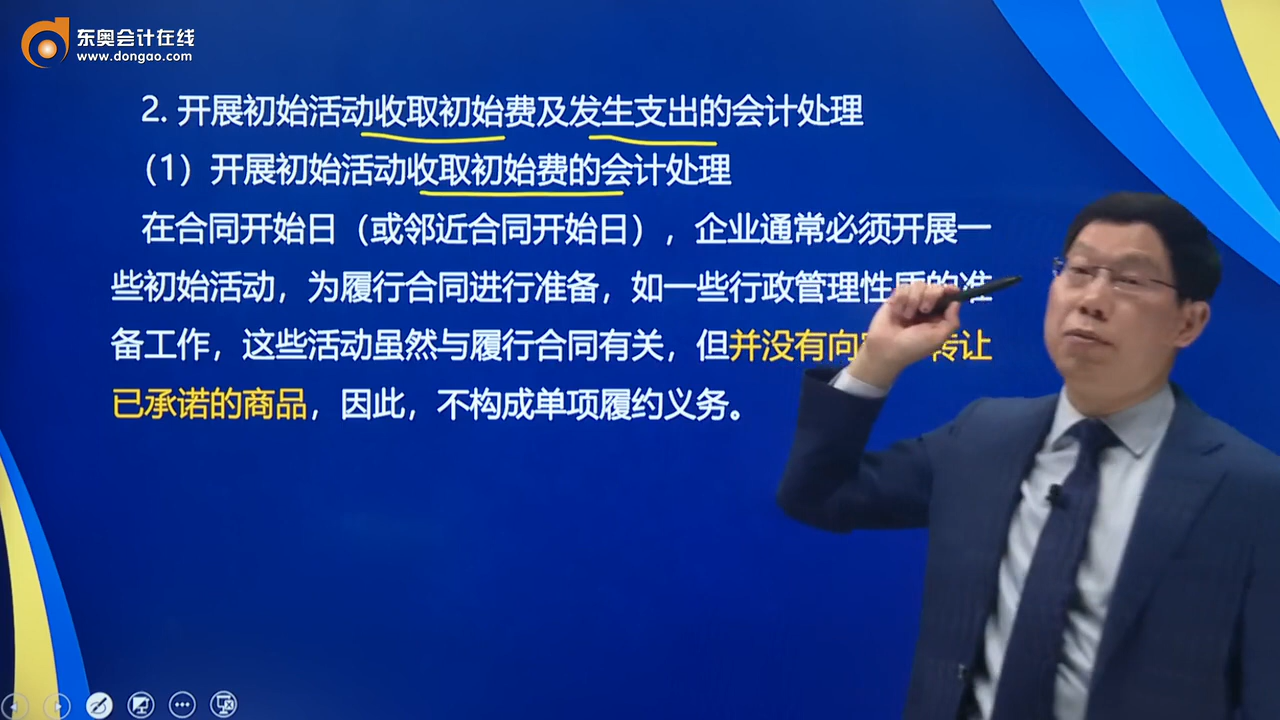 东奥会计在线
www.dongao.com
2. 开展初始活动收取初始费及发生支出的会计处理
（1）开展初始活动收取初始费的会计处理
在合同开始日（或邻近合同开始日），企业通常必须开展一
些初始活动，为履行合同进行准备，如一些行政管理性质的准
备工作，这些活动虽然与履行合同有关，但并没有向 转让
已承诺的商品，因此，不构成单项履约义务。